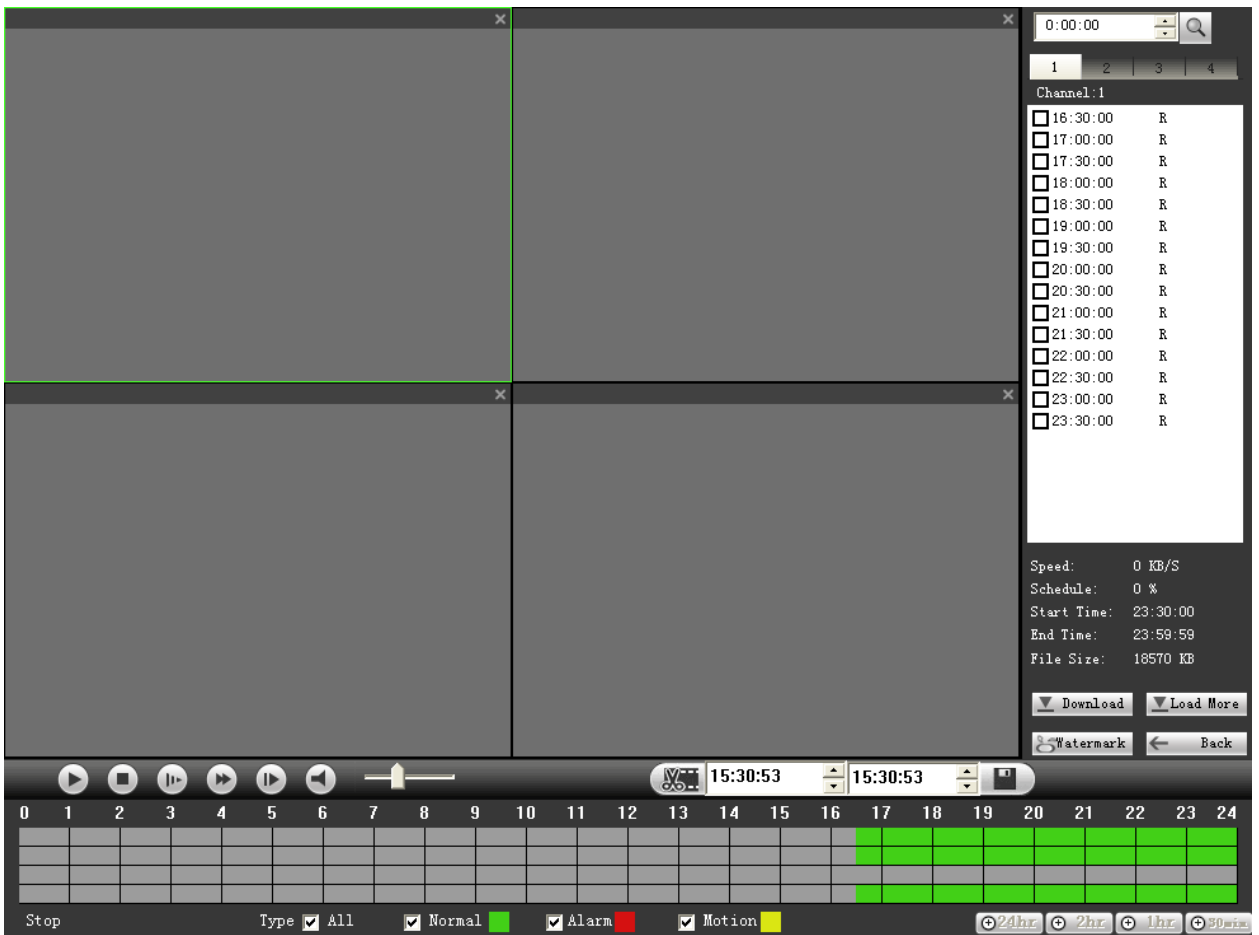 0:00:00
1 2 3 4
Channel:1
16:30:00 R
17:00:00 R
17:30:00 R
18:00:00 R
18:30:00 R
19:00:00 R
19:30:00 R
20:00:00 R
20:30:00 R
21:00:00 R
21:30:00 R
22:00:00 R
22:30:00 R
23:00:00 R
23:30:00 R
Speed: 0 KB/S
Schedule: 0 %
Start Time: 23:30:00
End Time: 23:59:59
File Size: 18570 KB
Download Load More
Watermark Back
15:30:53 15:30:53
0 1 2 3 4 5 6 7 8 9 10 11 12 13 14 15 16 17 18 19 20 21 22 23 24
Stop Type All Normal Alarm Motion 24hr 2hr 1hr 30min